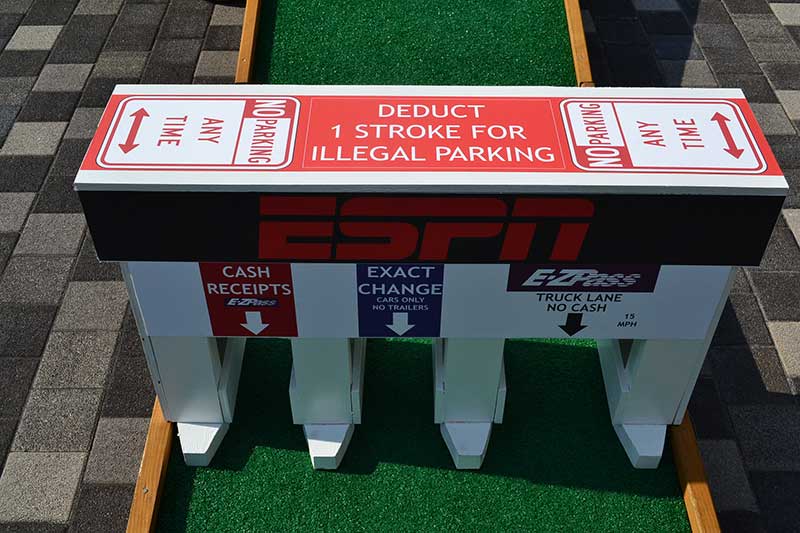 NO PARKING
ANY
TIME
DEDUCT
1 STROKE FOR
ILLEGAL PARKING
NO PARKING
ANY
TIME
ESPN
CASH
RECEIPTS
E-ZPass
EXACT
CHANGE
CARS ONLY
NO TRAILERS
E-ZPass
TRUCK LANE
NO CASH
15
MPH